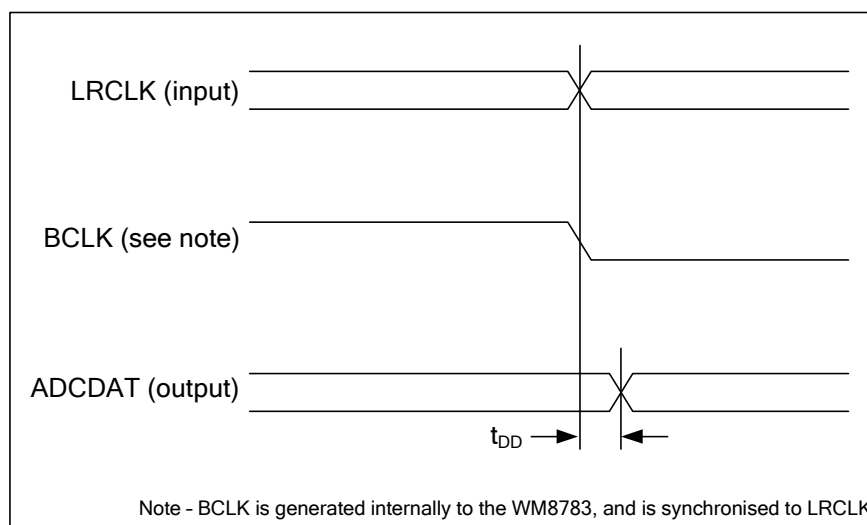 LRCLK (input)
BCLK (see note)
ADCDAT (output)
tDD
Note - BCLK is generated internally to the WM8783, and is synchronised to LRCLK